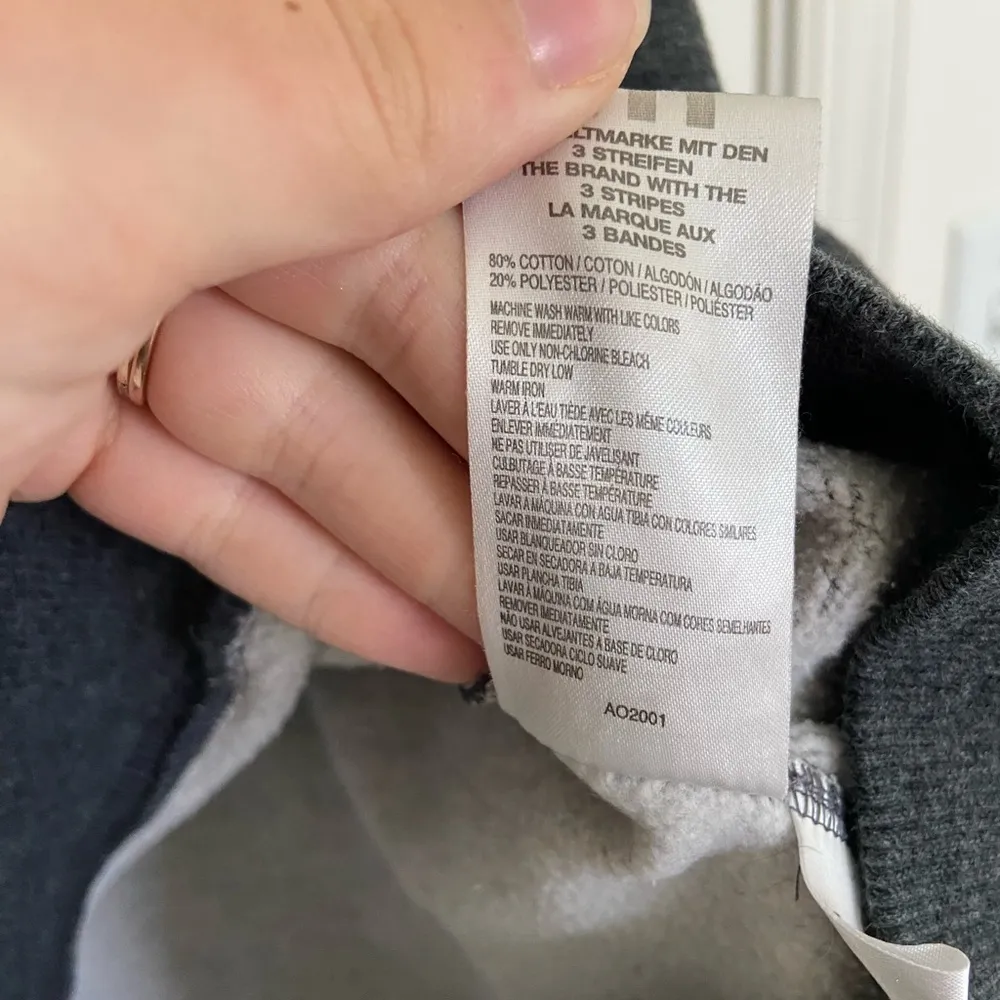 MIT DEN
3 STREIFEN
THE BRAND WITH THE
3 STRIPES
LA MARQUE AUX
3 BANDES
80% COTTON / COTON / ALGODÓN / ALGODÃO
20% POLYESTER / POLIESTER / POLIÉSTER
MACHINE WASH WARM WITH LIKE COLORS
REMOVE IMMEDIATELY
USE ONLY NON-CHLORINE BLEACH
TUMBLE DRY LOW
WARM IRON
LAVER À L'EAU TIÈDE AVEC LES MÊME COULEURS
ENLEVER IMMÉDIATEMENT
NE PAS UTILISER DE JAVELISANT
CULBUTAGE À BASSE TEMPÉRATURE
REPASSER À BASSE TEMPÉRATURE
LAVAR A MÁQUINA CON AGUA TIBIA CON COLORES SIMILARES
SACAR INMEDIATAMENTE
USAR BLANQUEADOR SIN CLORO
SECAR EN SECADORA A BAJA TEMPERATURA
USAR PLANCHA TIBIA
LAVAR À MÁQUINA COM ÁGUA MORNA COM CORES SEMELHANTES
REMOVER IMEDIATAMENTE
NÃO USAR ALVEJANTES À BASE DE CLORO
USAR SECADORA CICLO SUAVE
USAR FERRO MORNO
AO2001